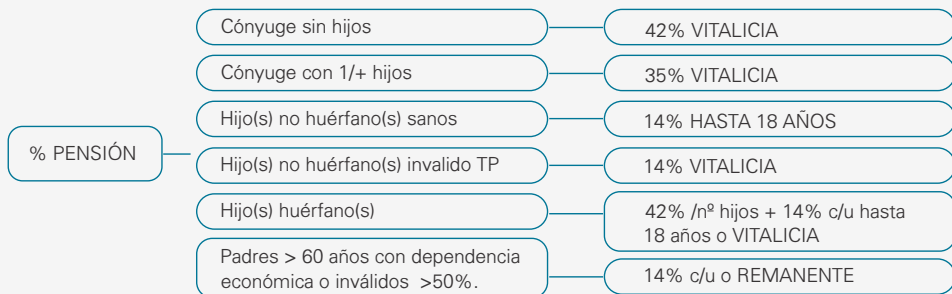 % PENSIÓN
Cónyuge sin hijos
42% VITALICIA
Cónyuge con 1/+ hijos
35% VITALICIA
Hijo(s) no huérfano(s) sanos
14% HASTA 18 AÑOS
Hijo(s) no huérfano(s) invalido TP
14% VITALICIA
Hijo(s) huérfano(s)
42% /nº hijos + 14% c/u hasta
18 años o VITALICIA
Padres > 60 años con dependencia
económica o inválidos >50%.
14% c/u o REMANENTE